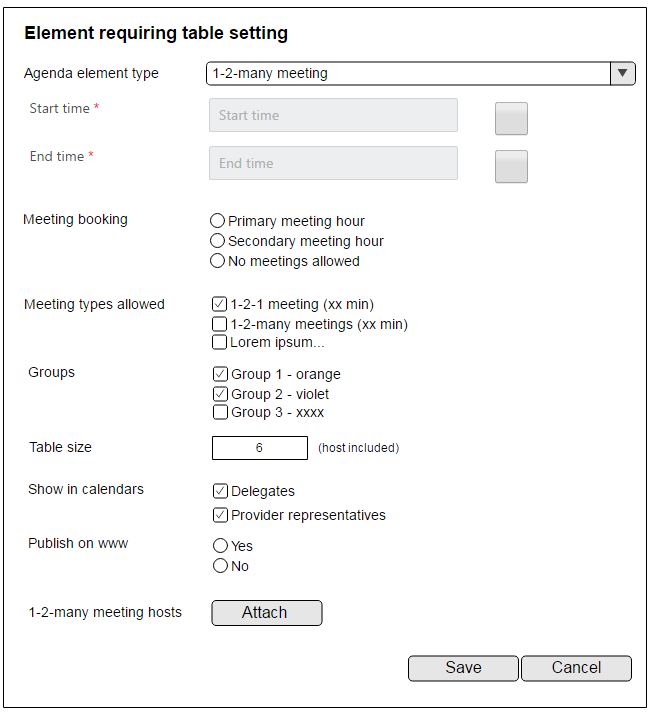 Element requiring table setting
Agenda element type 1-2-many meeting
Start time * Start time
End time * End time
Meeting booking Primary meeting hour
Secondary meeting hour
No meetings allowed
Meeting types allowed 1-2-1 meeting (xx min)
1-2-many meetings (xx min)
Lorem ipsum...
Groups Group 1 - orange
Group 2 - violet
Group 3 - xxxx
Table size 6 (host included)
Show in calendars Delegates
Provider representatives
Publish on www Yes
No
1-2-many meeting hosts Attach
Save Cancel